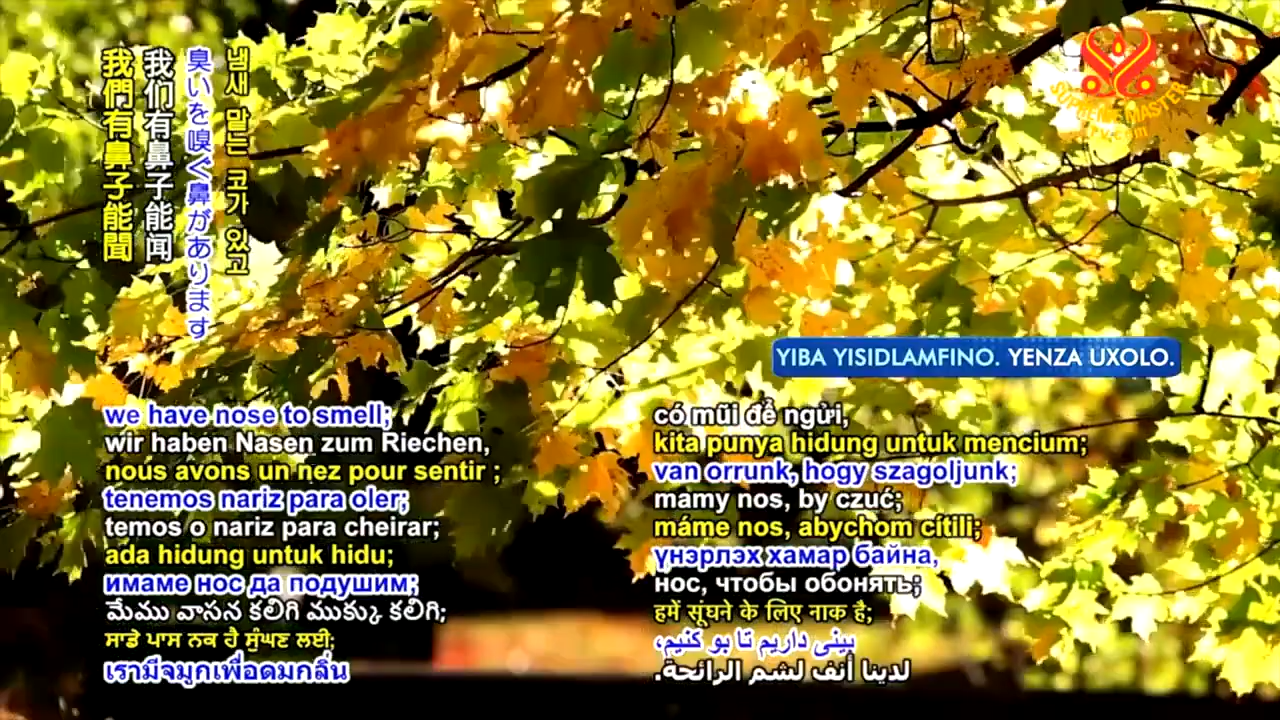 我們有鼻子能聞
我们有鼻子能闻
臭いを嗅ぐ鼻があります
냄새 맡는 코가 있고
SUPREME MASTER
TV.com
YIBA YISIDLAMFINO. YENZA UXOLO.
we have nose to smell;
wir haben Nasen zum Riechen,
nous avons un nez pour sentir ;
tenemos nariz para oler;
temos o nariz para cheirar;
ada hidung untuk hidu;
имаме нос да подушим;
మేము వాసన కలిగి ముక్కు కలిగి;
ਸਾਡੇ ਪਾਸ ਨਕ ਹੈ ਸੁੰਘਣ ਲਈ;
เรามีจมูกเพื่อดมกลิ่น
có mũi để ngửi,
kita punya hidung untuk mencium;
van orrunk, hogy szagoljunk;
mamy nos, by czuć;
máme nos, abychom cítili;
үнэрлэх хамар байна,
нос, чтобы обонять;
हमें सूंघने के लिए नाक है;
بینی داریم تا بو کنیم،
لدينا أنف لشم الرائحة.